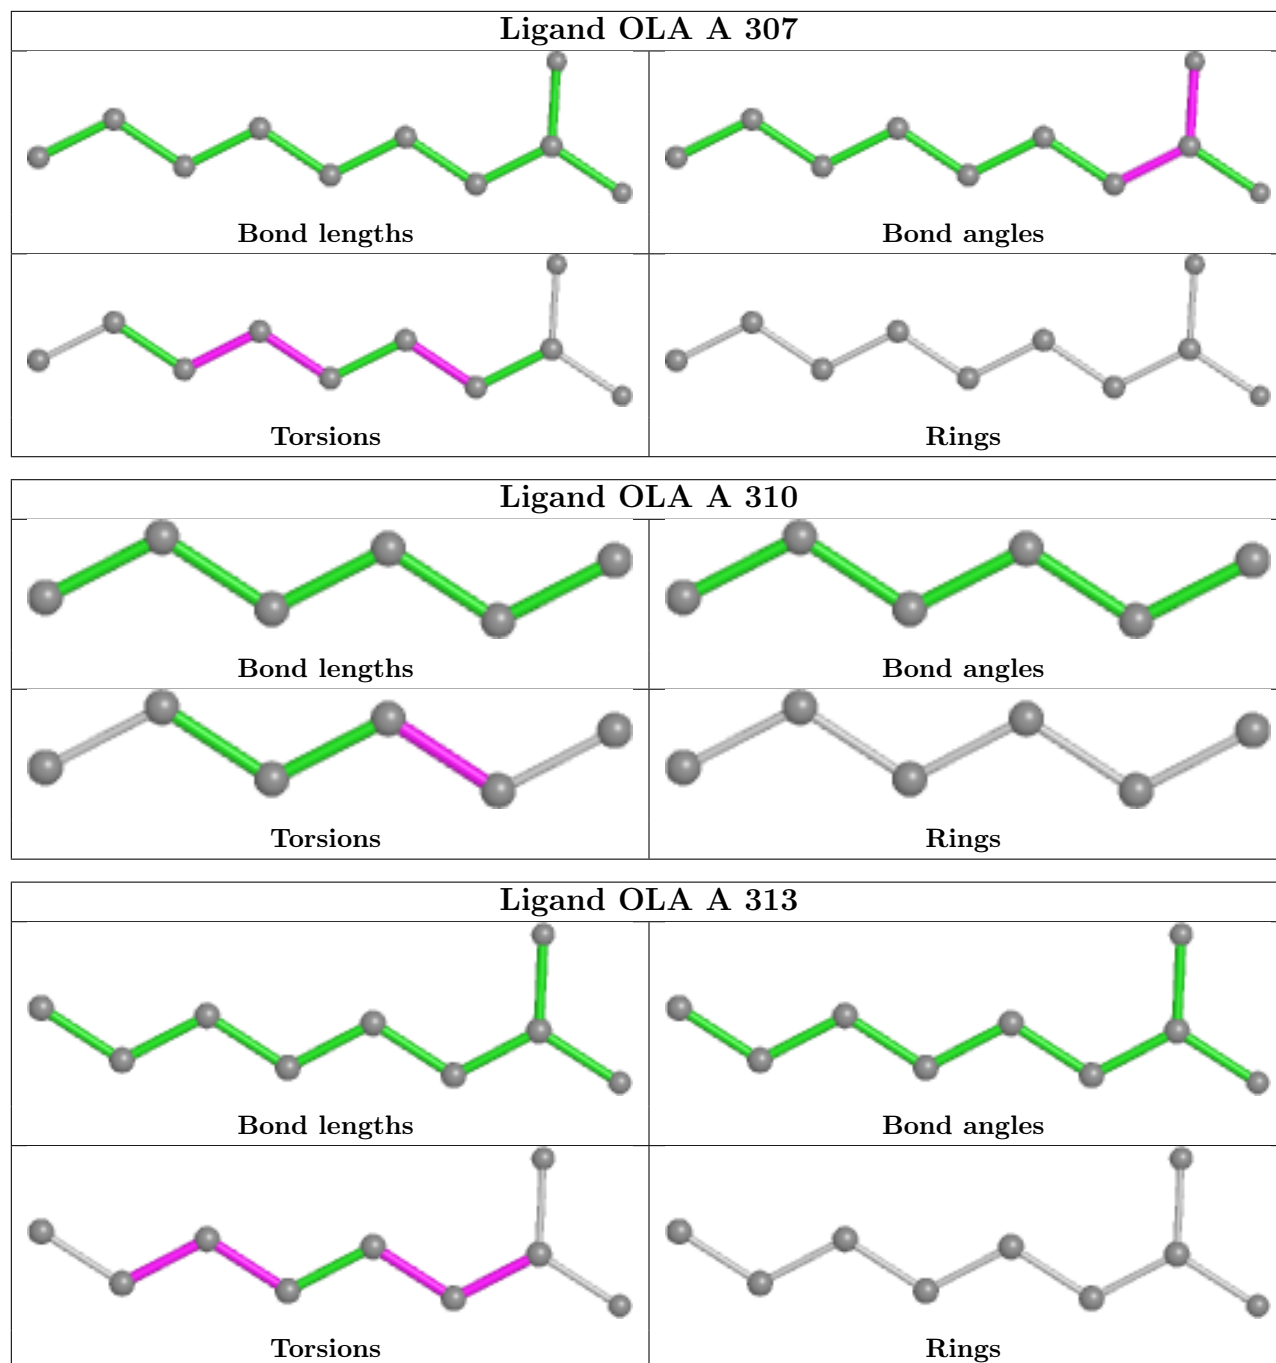 Ligand OLA A 307
Bond lengths
Bond angles
Torsions
Rings
Ligand OLA A 310
Bond lengths
Bond angles
Torsions
Rings
Ligand OLA A 313
Bond lengths
Bond angles
Torsions
Rings